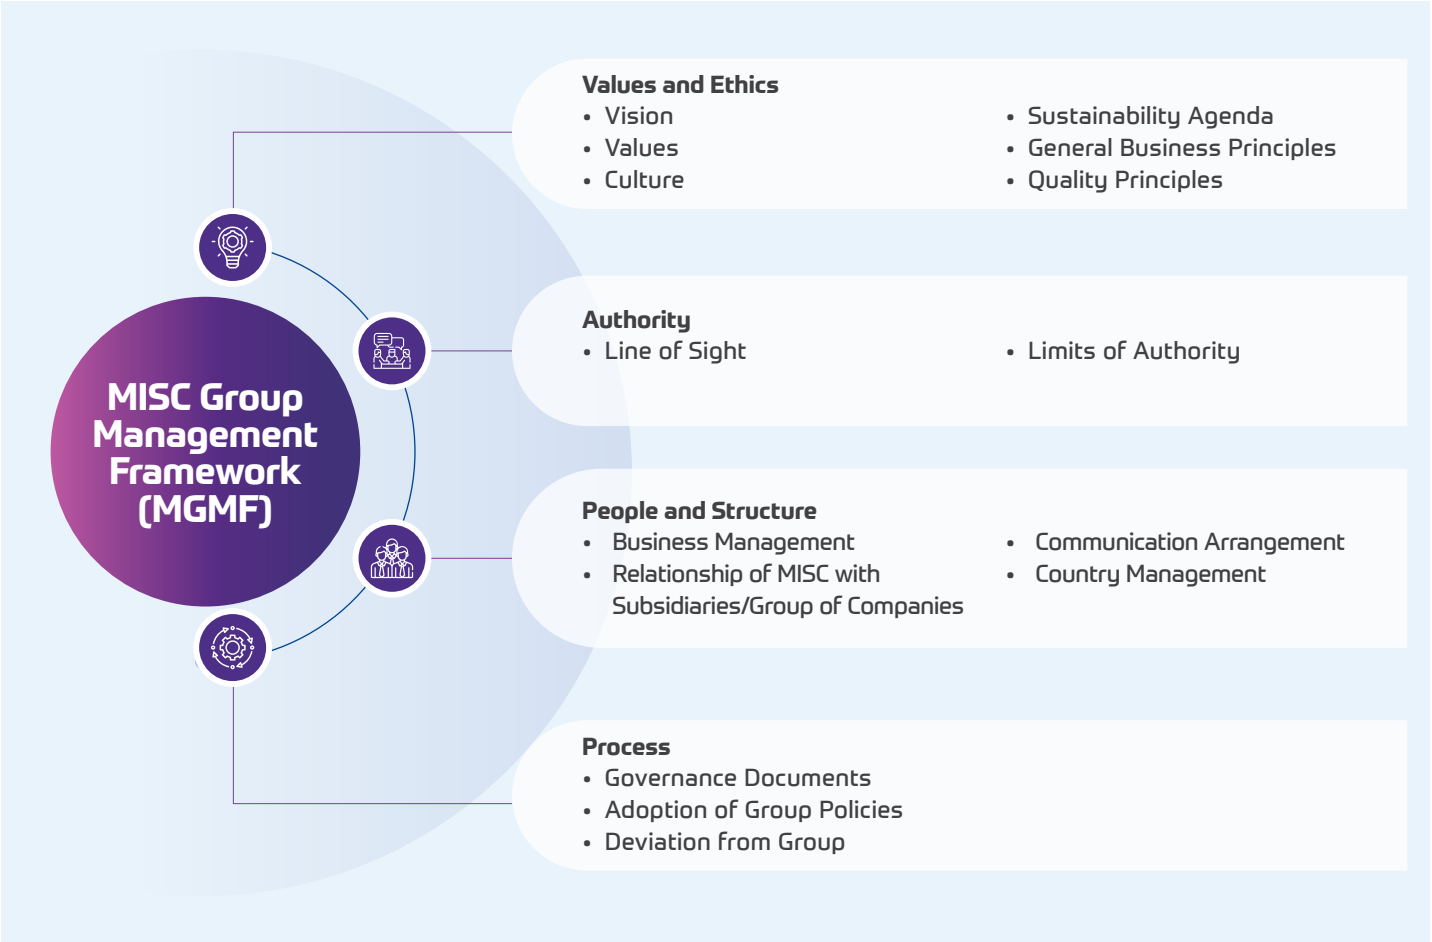 MISC Group
Management
Framework
(MGMF)
Values and Ethics
• Vision
• Values
• Culture
• Sustainability Agenda
• General Business Principles
• Quality Principles
Authority
• Line of Sight
• Limits of Authority
People and Structure
• Business Management
• Relationship of MISC with
Subsidiaries/Group of Companies
• Communication Arrangement
• Country Management
Process
• Governance Documents
• Adoption of Group Policies
• Deviation from Group